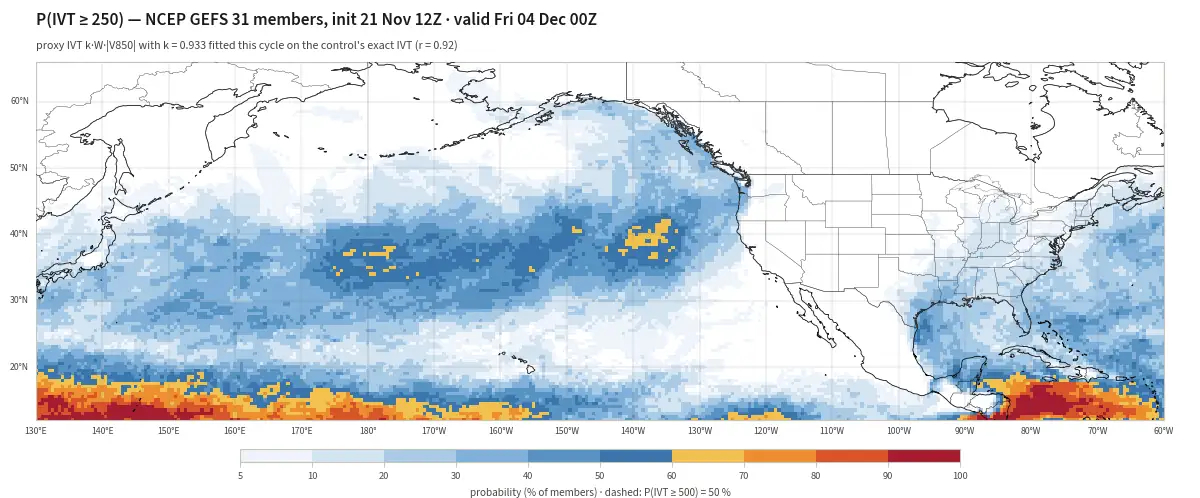 P(IVT ≥ 250) — NCEP GEFS 31 members, init 21 Nov 12Z · valid Fri 04 Dec 00Z
proxy IVT k·W·|V850| with k = 0.933 fitted this cycle on the control's exact IVT (r = 0.92)
60°N
50°N
40°N
30°N
20°N
130°E 140°E 150°E 160°E 170°E 180° 170°W 160°W 150°W 140°W 130°W 120°W 110°W 100°W 90°W 80°W 70°W 60°W
5 10 20 30 40 50 60 70 80 90 100
probability (% of members) · dashed: P(IVT ≥ 500) = 50 %